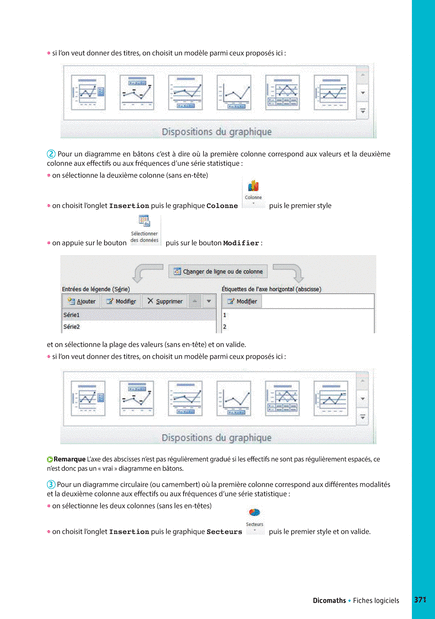 • si l'on veut donner des titres, on choisit un modèle parmi ceux proposés ici :
Dispositions du graphique
2 Pour un diagramme en bâtons c'est à dire où la première colonne correspond aux valeurs et la deuxième
colonne aux effectifs ou aux fréquences d'une série statistique :
• on sélectionne la deuxième colonne (sans en-tête)
Colonne
• on choisit l'onglet Insertion puis le graphique Colonne puis le premier style
Sélectionner
des données
• on appuie sur le bouton puis sur le bouton Modifier :
Changer de ligne ou de colonne
Entrées de légende (Série) Étiquettes de l'axe horizontal (abscisse)
Ajouter Modifier Supprimer Modifier
Série1 1
Série2 2
et on sélectionne la plage des valeurs (sans en-tête) et on valide.
• si l'on veut donner des titres, on choisit un modèle parmi ceux proposés ici :
Dispositions du graphique
Remarque L'axe des abscisses n'est pas régulièrement gradué si les effectifs ne sont pas régulièrement espacés, ce
n'est donc pas un « vrai » diagramme en bâtons.
3 Pour un diagramme circulaire (ou camembert) où la première colonne correspond aux différentes modalités
et la deuxième colonne aux effectifs ou aux fréquences d'une série statistique :
• on sélectionne les deux colonnes (sans les en-têtes)
Secteurs
• on choisit l'onglet Insertion puis le graphique Secteurs puis le premier style et on valide.
Dicomaths • Fiches logiciels 371